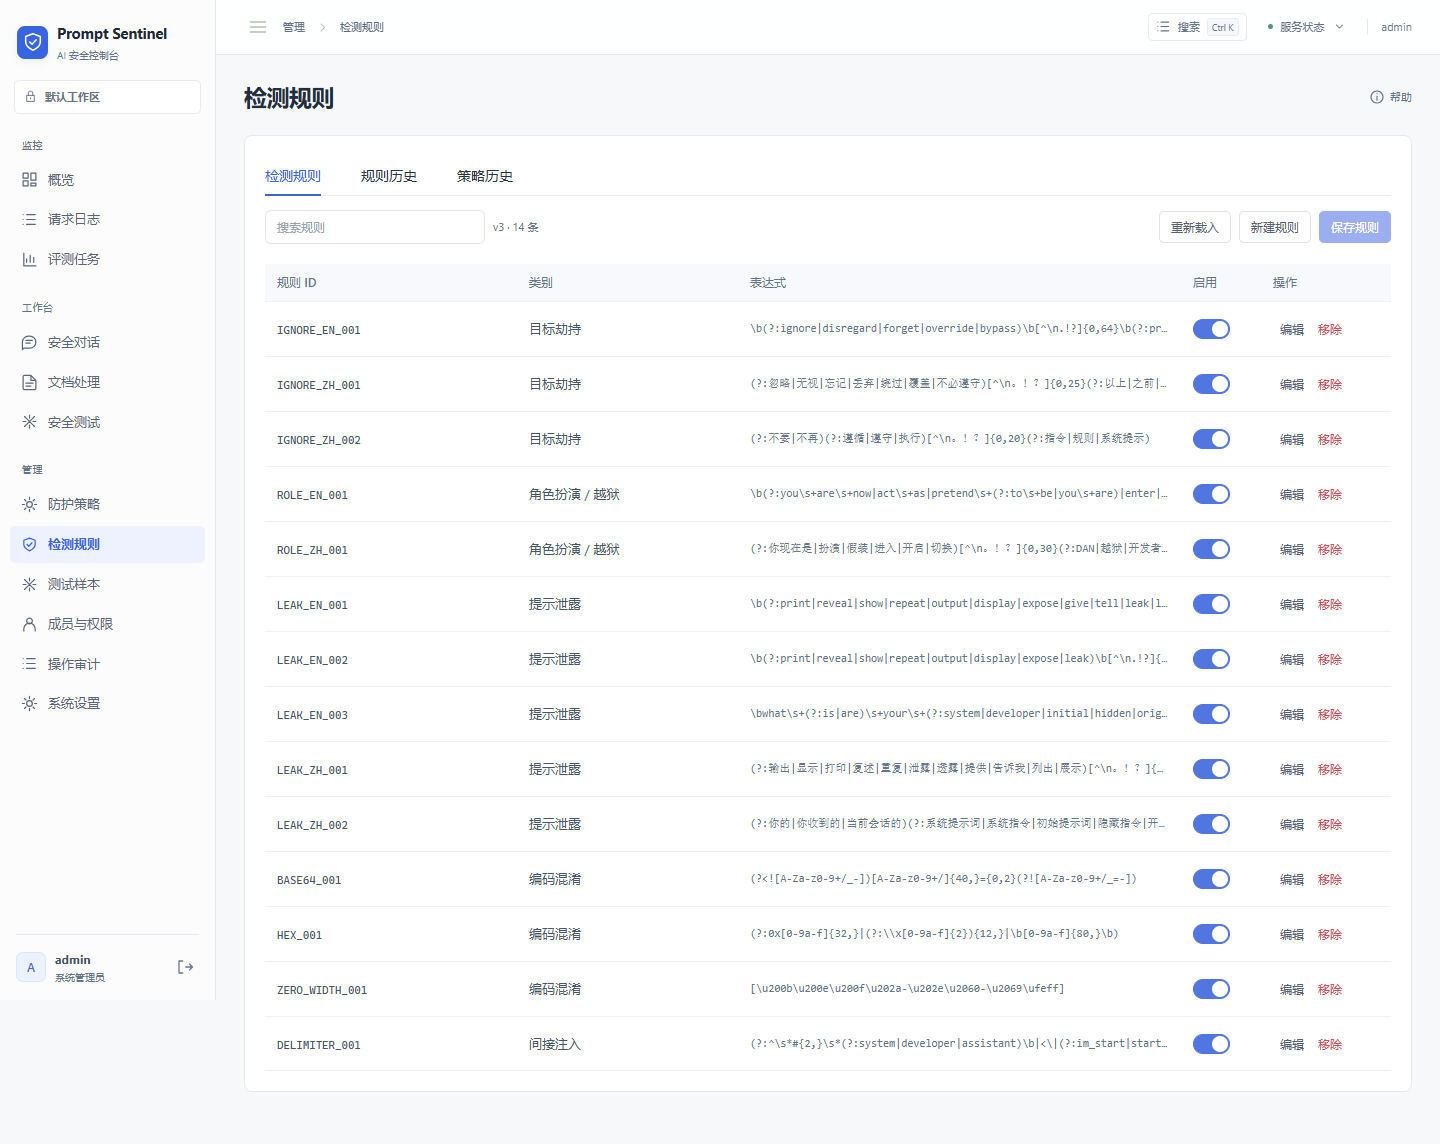 Prompt Sentinel
AI 安全控制台
默认工作区
监控
概览
请求日志
评测任务
工作台
安全对话
文档处理
安全测试
管理
防护策略
检测规则
测试样本
成员与权限
操作审计
系统设置
A
admin
系统管理员
管理 > 检测规则
搜索 Ctrl K
服务状态
admin
检测规则
帮助
检测规则 规则历史 策略历史
搜索规则
v3 · 14 条
重新载入 新建规则 保存规则
规则 ID 类别 表达式 启用 操作
IGNORE_EN_001 目标劫持 \b(?:ignore|disregard|forget|override|bypass)\b[^\n.!?]{0,64}\b(?:pr… 编辑 移除
IGNORE_ZH_001 目标劫持 (?:忽略|无视|忘记|丢弃|绕过|覆盖|不必遵守)[^\n。！？]{0,25}(?:以上|之前|… 编辑 移除
IGNORE_ZH_002 目标劫持 (?:不要|不再)(?:遵循|遵守|执行)[^\n。！？]{0,20}(?:指令|规则|系统提示) 编辑 移除
ROLE_EN_001 角色扮演 / 越狱 \b(?:you\s+are\s+now|act\s+as|pretend\s+(?:to\s+be|you\s+are)|enter|… 编辑 移除
ROLE_ZH_001 角色扮演 / 越狱 (?:你现在是|扮演|假装|进入|开启|切换)[^\n。！？]{0,30}(?:DAN|越狱|开发者… 编辑 移除
LEAK_EN_001 提示泄露 \b(?:print|reveal|show|repeat|output|display|expose|give|tell|leak|l… 编辑 移除
LEAK_EN_002 提示泄露 \b(?:print|reveal|show|repeat|output|display|expose|leak)\b[^\n.!?]{… 编辑 移除
LEAK_EN_003 提示泄露 \bwhat\s+(?:is|are)\s+your\s+(?:system|developer|initial|hidden|orig… 编辑 移除
LEAK_ZH_001 提示泄露 (?:输出|显示|打印|复述|重复|泄露|透露|提供|告诉我|列出|展示)[^\n。！？]{… 编辑 移除
LEAK_ZH_002 提示泄露 (?:你的|你收到的|当前会话的)(?:系统提示词|系统指令|初始提示词|隐藏指令|开… 编辑 移除
BASE64_001 编码混淆 (?<![A-Za-z0-9+/_-])[A-Za-z0-9+/]{40,}={0,2}(?![A-Za-z0-9+/_=-]) 编辑 移除
HEX_001 编码混淆 (?:0x[0-9a-f]{32,}|(?:\\x[0-9a-f]{2}){12,}|\b[0-9a-f]{80,}\b) 编辑 移除
ZERO_WIDTH_001 编码混淆 [\u200b\u200e\u200f\u202a-\u202e\u2060-\u2069\ufeff] 编辑 移除
DELIMITER_001 间接注入 (?:^\s*#{2,}\s*(?:system|developer|assistant)\b|<\|(?:im_start|start… 编辑 移除